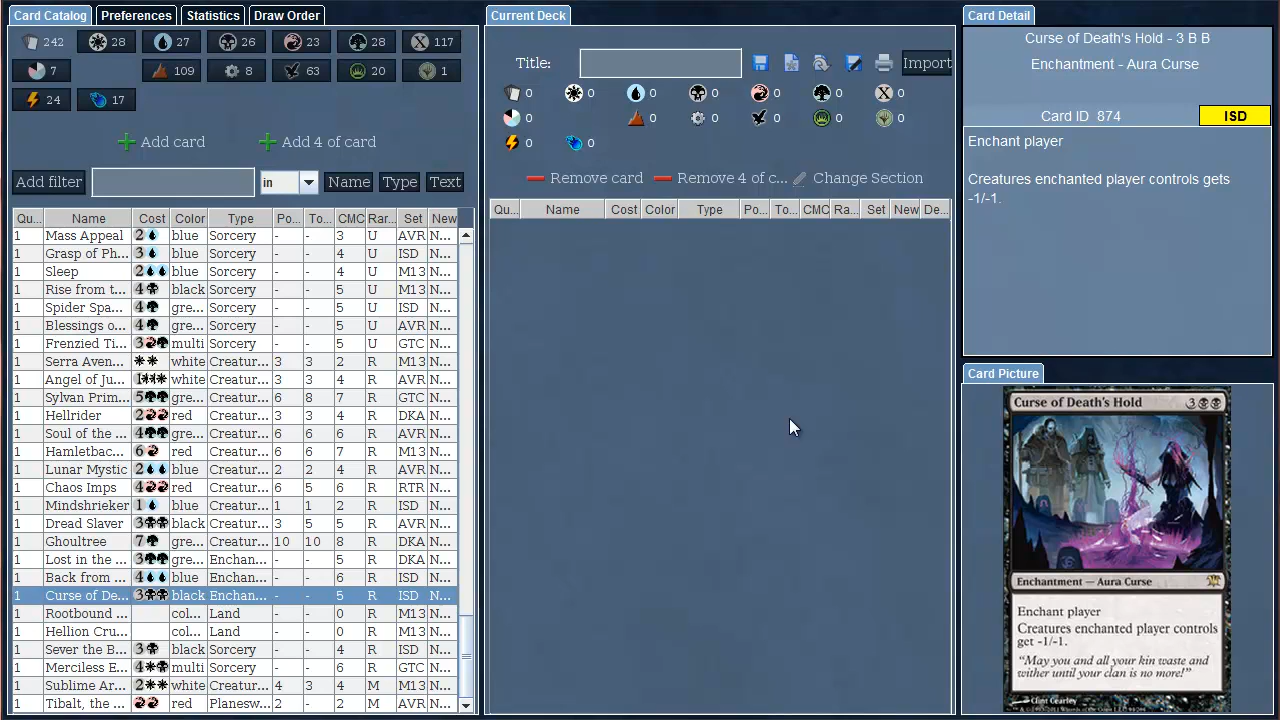 Card Catalog Preferences Statistics Draw Order
242 28 27 26 23 28 117
7 109 8 63 20 1
24 17
Add card Add 4 of card
Add filter in Name Type Text
Qu... Name Cost Color Type Po... To... CMC Rar... Set New
1 Mass Appeal 2 blue Sorcery - - 3 U AVR N...
1 Grasp of Ph... 3 blue Sorcery - - 4 U ISD N...
1 Sleep 2 blue Sorcery - - 4 U M13 N...
1 Rise from t... 4 black Sorcery - - 5 U M13 N...
1 Spider Spa... 4 gre... Sorcery - - 5 U ISD N...
1 Blessings o... 4 gre... Sorcery - - 5 U AVR N...
1 Frenzied Ti... 3 multi Sorcery - - 5 U GTC N...
1 Serra Aven... white Creatur... 3 3 2 R M13 N...
1 Angel of Ju... 1 white Creatur... 3 3 4 R AVR N...
1 Sylvan Prim... 5 gre... Creatur... 6 8 7 R GTC N...
1 Hellrider 2 red Creatur... 3 3 4 R DKA N...
1 Soul of the ... 4 gre... Creatur... 6 6 6 R AVR N...
1 Hamletbac... 6 red Creatur... 6 6 7 R M13 N...
1 Lunar Mystic 2 blue Creatur... 2 2 4 R AVR N...
1 Chaos Imps 4 red Creatur... 6 5 6 R RTR N...
1 Mindshrieker 1 blue Creatur... 1 1 2 R ISD N...
1 Dread Slaver 3 black Creatur... 3 5 5 R AVR N...
1 Ghoultree 7 gre... Creatur... 10 10 8 R DKA N...
1 Lost in the ... 3 gre... Enchan... - - 5 R DKA N...
1 Back from ... 4 blue Enchan... - - 6 R ISD N...
1 Curse of De... 3 black Enchan... - - 5 R ISD N...
1 Rootbound ... col... Land - - 0 R M13 N...
1 Hellion Cru... col... Land - - 0 R M13 N...
1 Sever the B... 3 black Sorcery - - 4 R ISD N...
1 Merciless E... 4 multi Sorcery - - 6 R GTC N...
1 Sublime Ar... 2 white Creatur... 4 3 4 M M13 N...
1 Tibalt, the ... red Planesw... 2 - 2 M AVR N...
Current Deck
Title: Import
0 0 0 0 0 0 X 0
0 0 0 0 0 0
0 0
Remove card Remove 4 of c... Change Section
Qu... Name Cost Color Type Po... To... CMC Ra... Set New De...
Card Detail
Curse of Death's Hold - 3 B B
Enchantment - Aura Curse
Card ID 874 ISD
Enchant player
Creatures enchanted player controls gets
-1/-1.
Card Picture
Curse of Death's Hold 3
Enchantment — Aura Curse
Enchant player
Creatures enchanted player controls
get -1/-1.
"May you and all your kin waste and
wither until your clan is no more!"
Clint Cearley